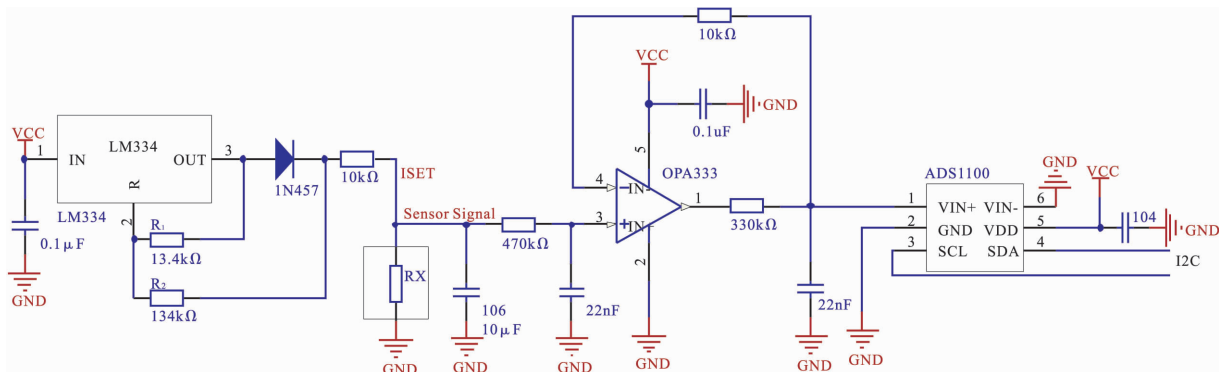 10kΩ
VCC
GND
0.1uF
5
OPA333
4
IN
1
3
IN
2
GND
330kΩ
22nF
GND
VCC
1
IN
LM334
OUT
3
R
2
LM334
0.1μF
GND
R1
13.4kΩ
R2
134kΩ
1N457
10kΩ
ISET
Sensor Signal
RX
GND
106
10μF
GND
470kΩ
22nF
GND
ADS1100
1
VIN+
VIN-
6
2
GND
VDD
5
3
SCL
SDA
4
GND
VCC
104
GND
I2C
GND